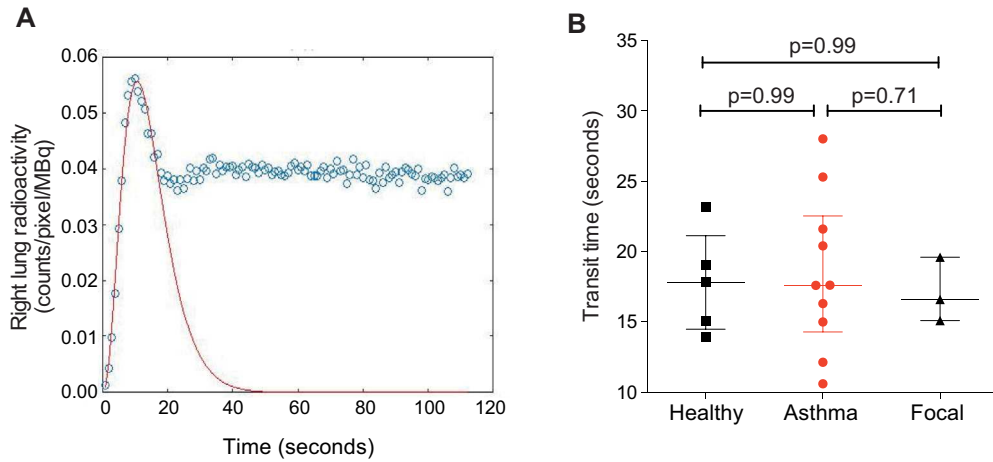 A
0.06
0.05
0.04
0.03
0.02
0.01
0.00
0
20
40
60
80
100
120
Right lung radioactivity
(counts/pixel/MBq)
Time (seconds)
B
35
30
25
20
15
10
Transit time (seconds)
p=0.99
p=0.99
p=0.71
Healthy
Asthma
Focal